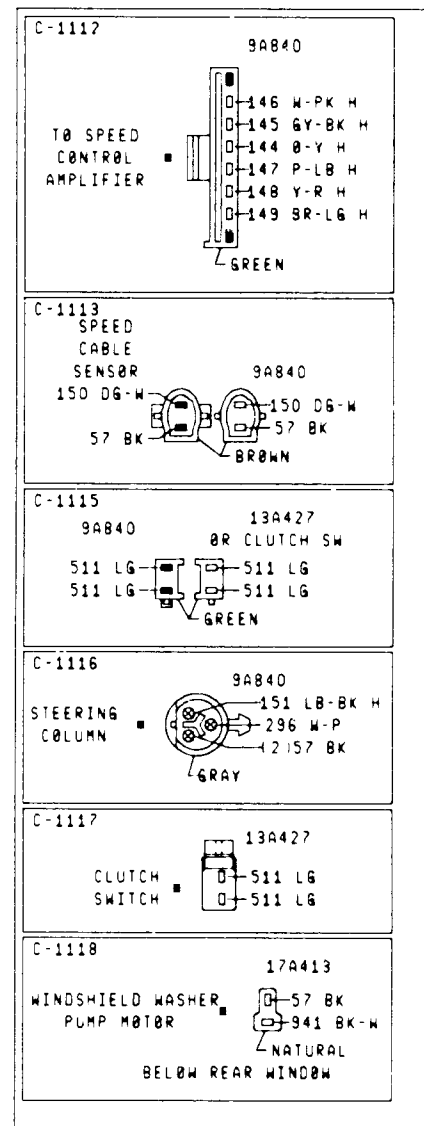 C-1112
9A840
TO SPEED
CONTROL
AMPLIFIER
146 W-PK H
145 GY-BK H
144 O-Y H
147 P-LB H
148 Y-R H
149 BR-LG H
GREEN
C-1113
SPEED
CABLE
SENSOR
9A840
150 DG-W
150 DG-W
57 BK
57 BK
BROWN
C-1115
9A840
13A427
OR CLUTCH SW
511 LG
511 LG
511 LG
511 LG
GREEN
C-1116
9A840
STEERING
COLUMN
151 LB-BK H
296 W-P
(2)57 BK
GRAY
C-1117
13A427
CLUTCH
SWITCH
511 LG
511 LG
C-1118
17A413
WINDSHIELD WASHER
PUMP MOTOR
57 BK
941 BK-W
NATURAL
BELOW REAR WINDOW